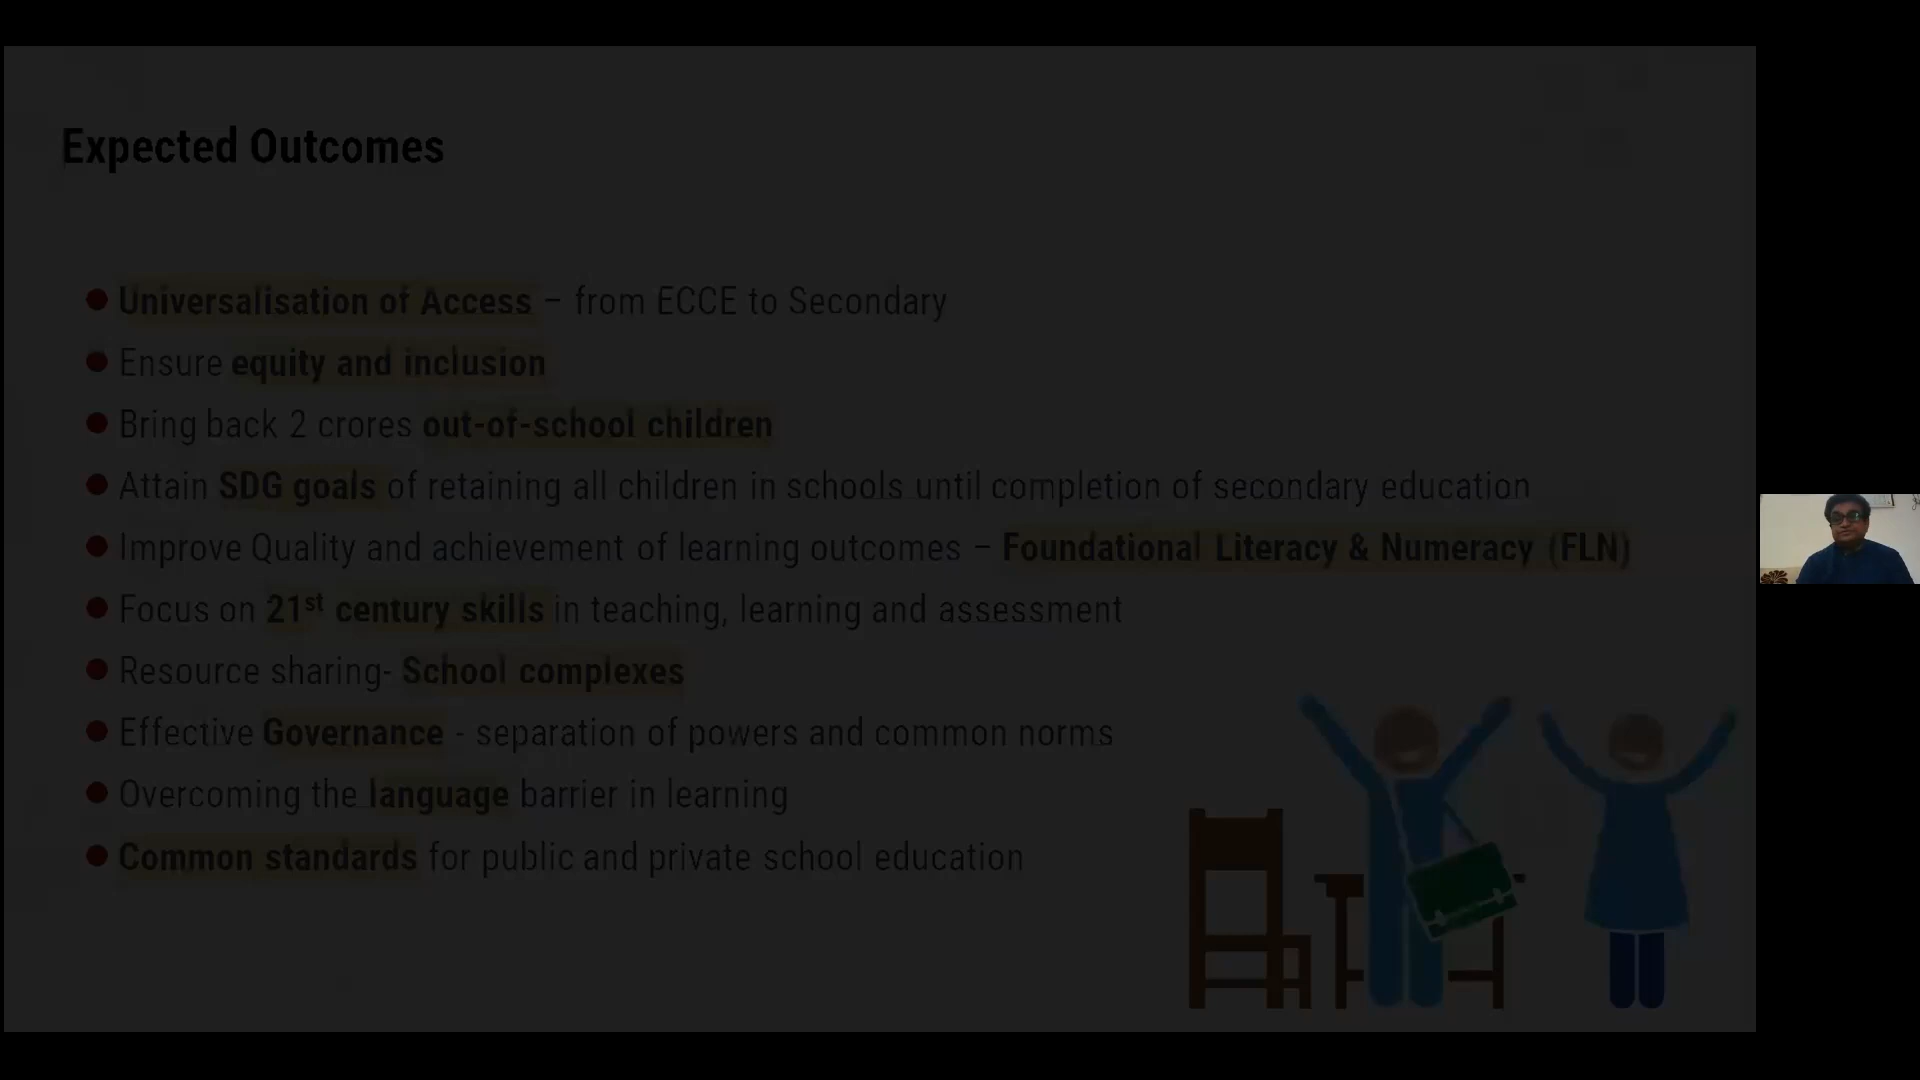 Expected Outcomes
● Universalisation of Access – from ECCE to Secondary
● Ensure equity and inclusion
● Bring back 2 crores out-of-school children
● Attain SDG goals of retaining all children in schools until completion of secondary education
● Improve Quality and achievement of learning outcomes – Foundational Literacy & Numeracy (FLN)
● Focus on 21st century skills in teaching, learning and assessment
● Resource sharing- School complexes
● Effective Governance - separation of powers and common norms
● Overcoming the language barrier in learning
● Common standards for public and private school education